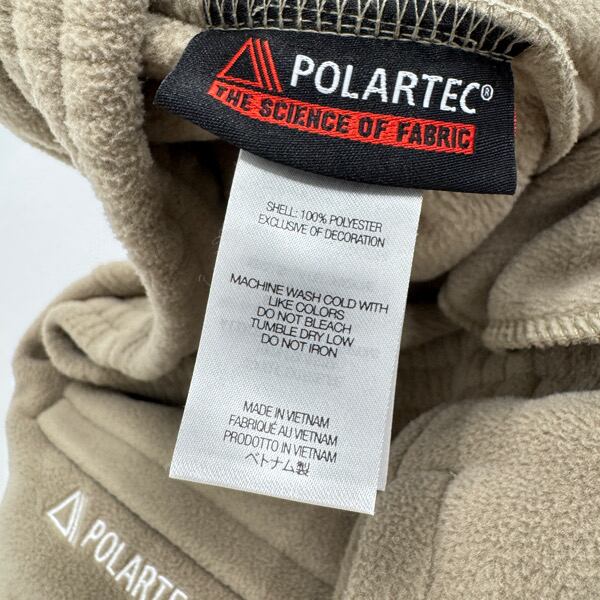 POLARTEC®
THE SCIENCE OF FABRIC
SHELL: 100% POLYESTER
EXCLUSIVE OF DECORATION
MACHINE WASH COLD WITH
LIKE COLORS
DO NOT BLEACH
TUMBLE DRY LOW
DO NOT IRON
MADE IN VIETNAM
FABRIQUÉ AU VIETNAM
PRODOTTO IN VIETNAM
ベトナム製
POLARTEC